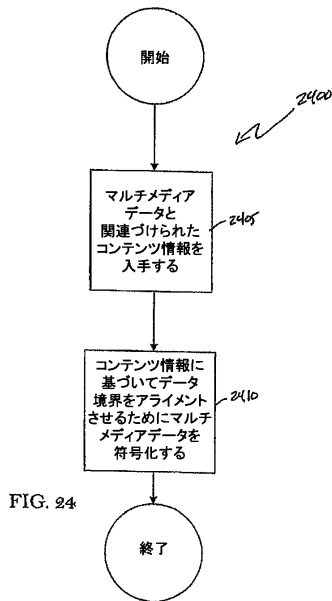 開始
2400
マルチメディア
データと
関連づけられた
コンテンツ情報を
入手する
2405
コンテンツ情報に
基づいてデータ
境界をアライメント
させるためにマルチ
メディアデータを
符号化する
2410
FIG. 24
終了